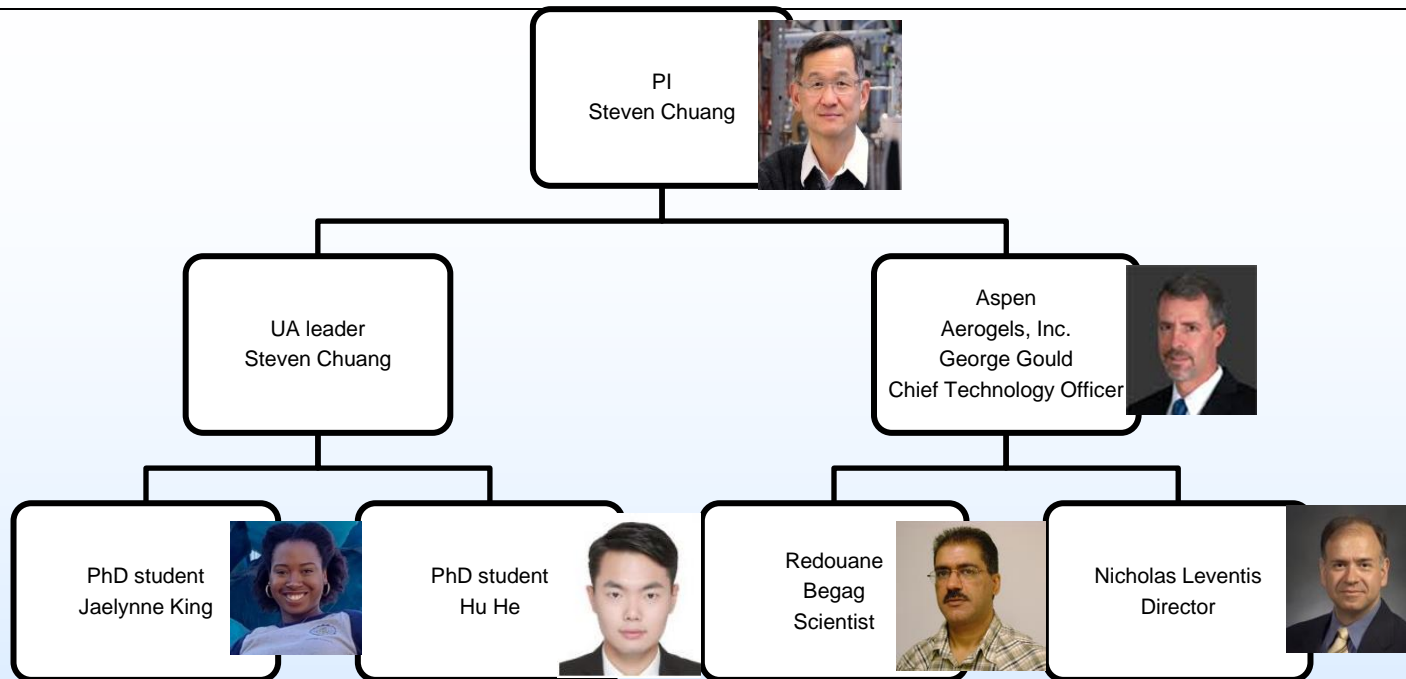 PI
Steven Chuang
UA leader
Steven Chuang
Aspen
Aerogels, Inc.
George Gould
Chief Technology Officer
PhD student
Jaelynne King
PhD student
Hu He
Redouane
Begag
Scientist
Nicholas Leventis
Director